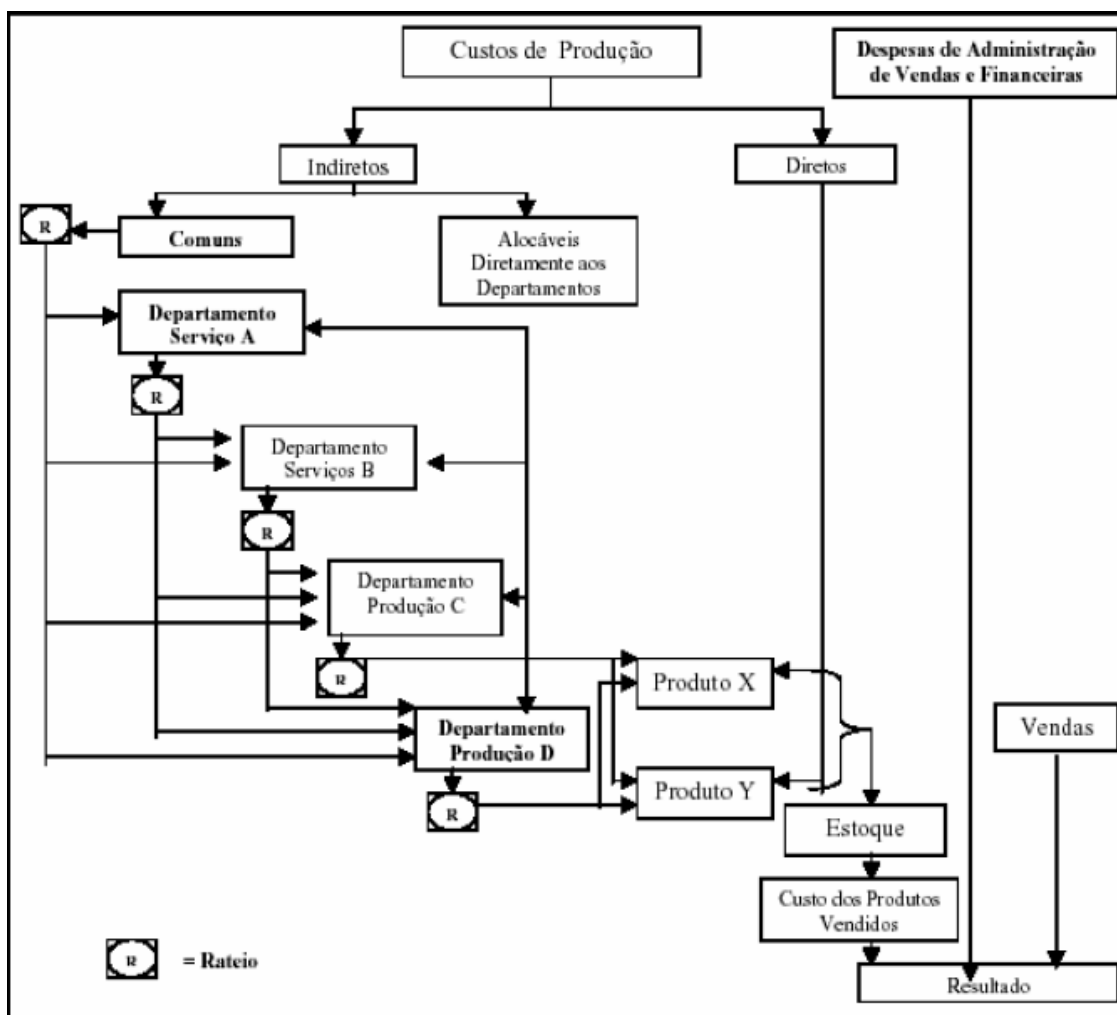 Custos de Produção
Despesas de Administração
de Vendas e Financeiras
Indiretos
Diretos
R
Comuns
Alocáveis
Diretamente aos
Departamentos
Departamento
Serviço A
R
Departamento
Serviços B
R
Departamento
Produção C
R
Produto X
Departamento
Produção D
Vendas
R
Produto Y
Estoque
Custo dos Produtos
Vendidos
R = Rateio
Resultado